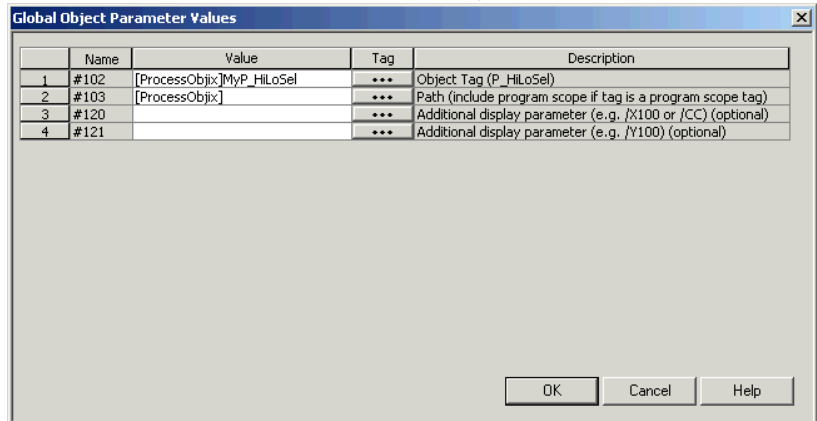 Global Object Parameter Values
Name Value Tag Description
1 #102 [ProcessObjix]MyP_HiLoSel ••• Object Tag (P_HiLoSel)
2 #103 [ProcessObjix] ••• Path (include program scope if tag is a program scope tag)
3 #120 ••• Additional display parameter (e.g. /X100 or /CC) (optional)
4 #121 ••• Additional display parameter (e.g. /Y100) (optional)
OK Cancel Help